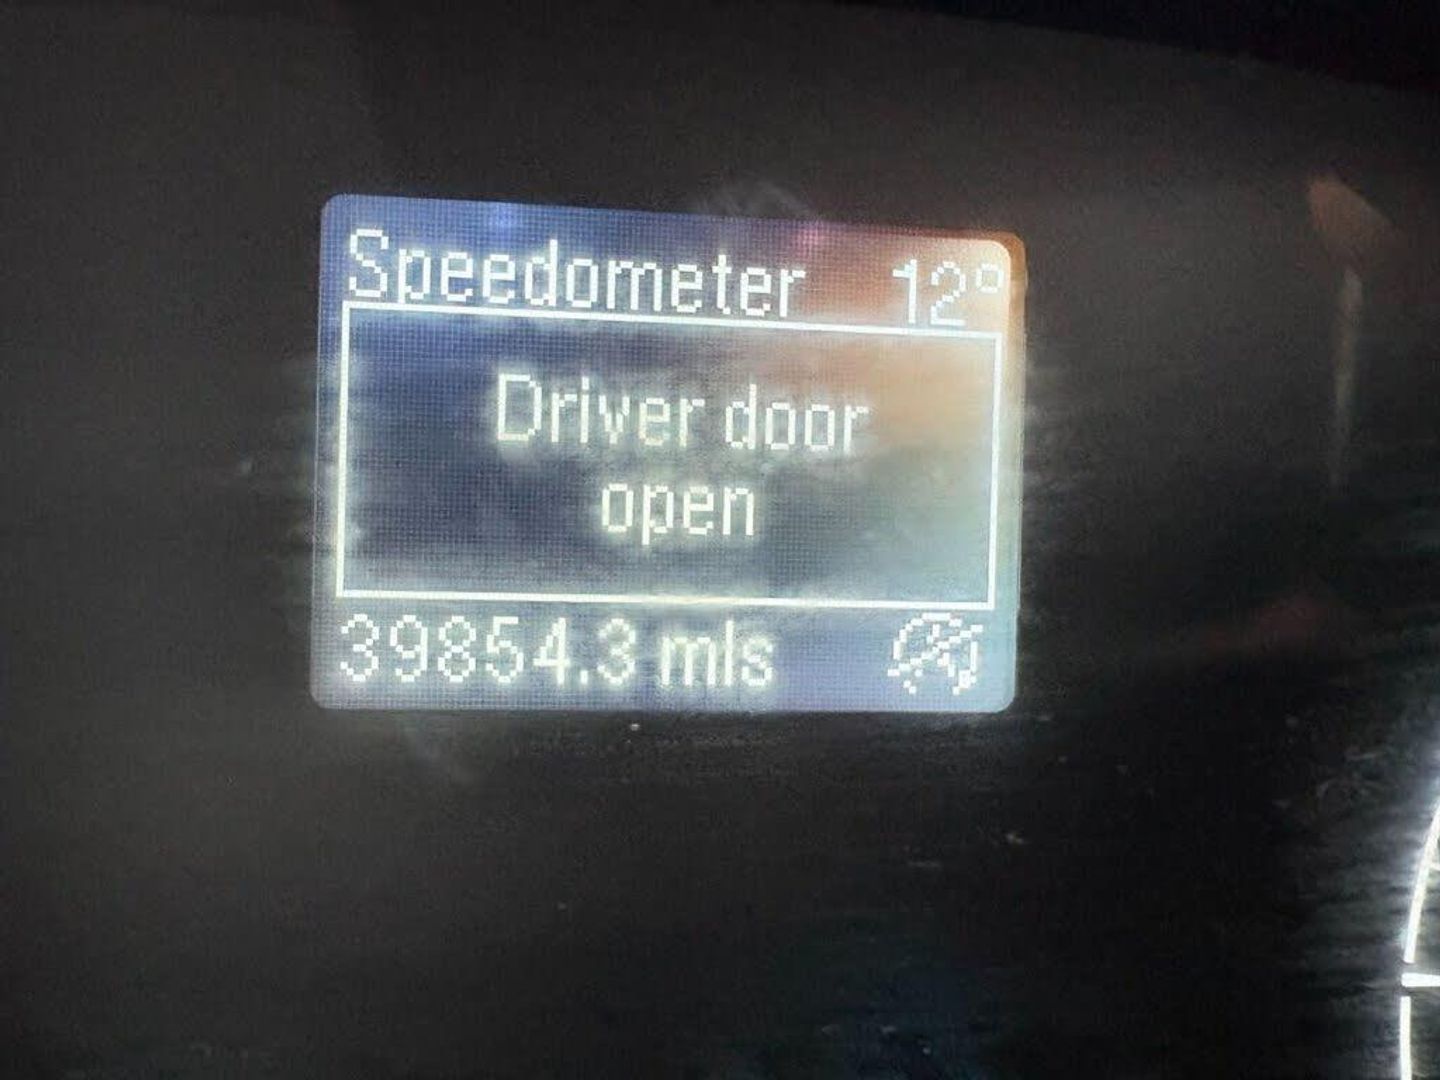 Speedometer 12°
Driver door
open
39854.3 mls